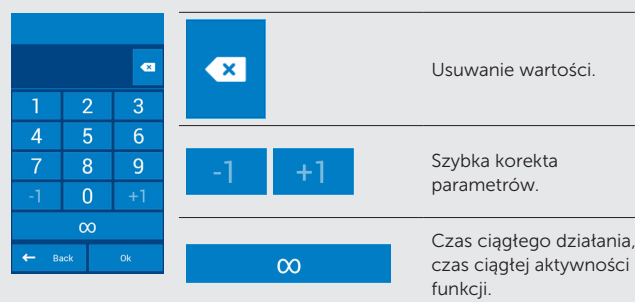 1 2 3
4 5 6
7 8 9
-1 0 +1
∞
← Back Ok
Usuwanie wartości.
-1 +1
Szybka korekta
parametrów.
∞
Czas ciągłego działania,
czas ciągłej aktywności
funkcji.